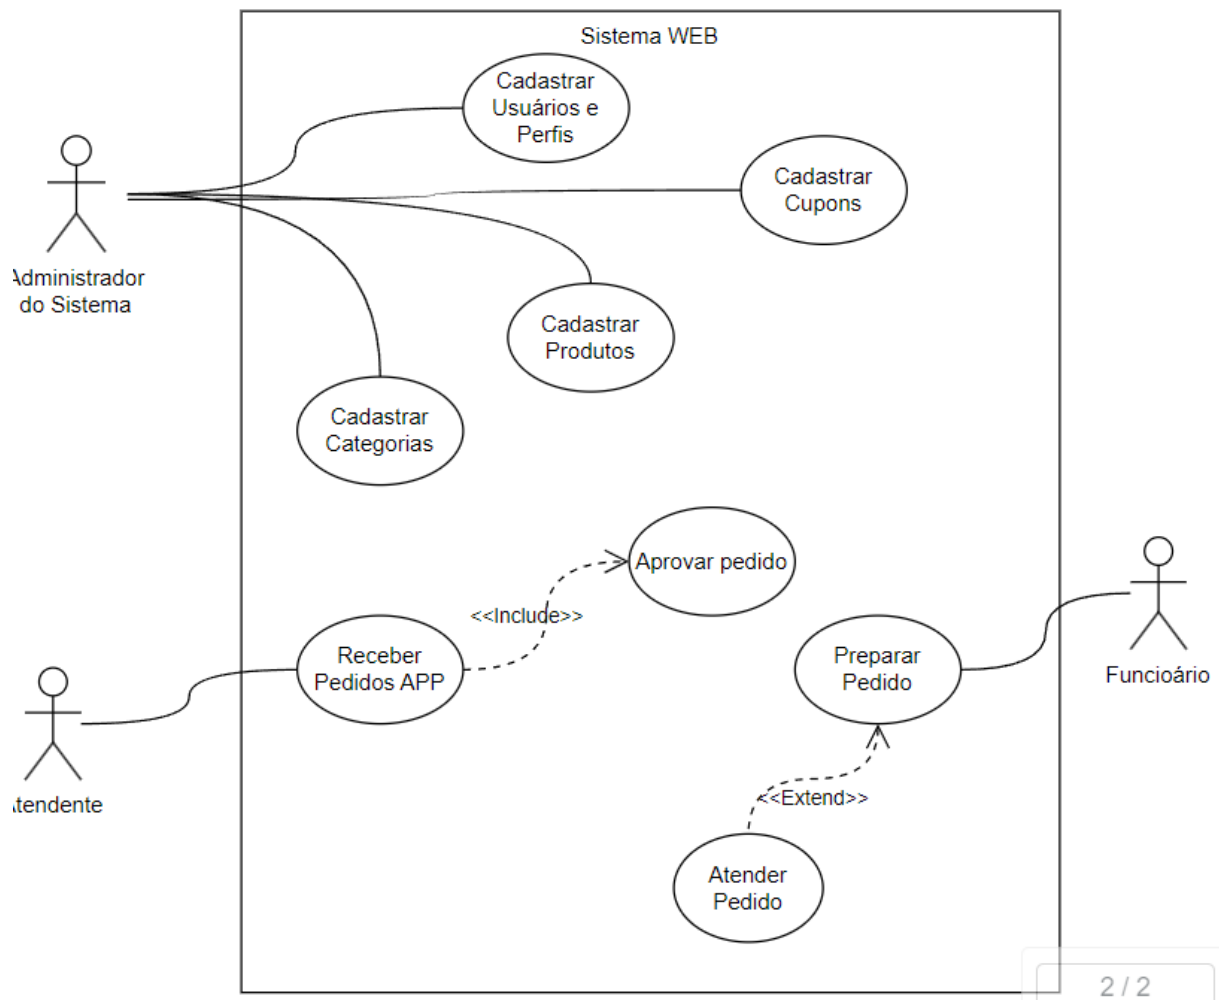 Sistema WEB
Cadastrar
Usuários e
Perfis
Cadastrar
Cupons
Administrador
do Sistema
Cadastrar
Produtos
Cadastrar
Categorias
Aprovar pedido
<<Include>>
Receber
Pedidos APP
Preparar
Pedido
Funcioário
Atendente
<<Extend>>
Atender
Pedido
2 / 2